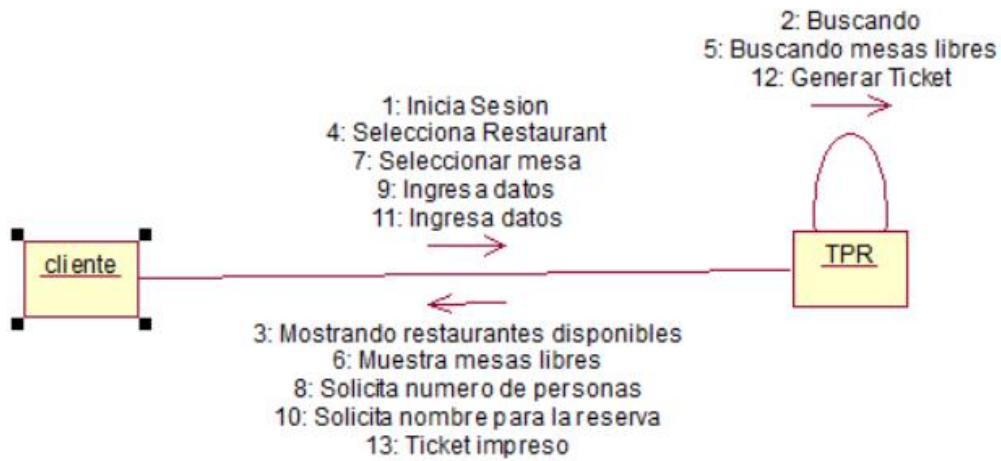 2: Buscando
5: Buscando mesas libres
12: Generar Ticket
1: Inicia Sesion
4: Selecciona Restaurant
7: Seleccionar mesa
9: Ingresa datos
11: Ingresa datos
cliente
TPR
3: Mostrando restaurantes disponibles
6: Muestra mesas libres
8: Solicita numero de personas
10: Solicita nombre para la reserva
13: Ticket impreso